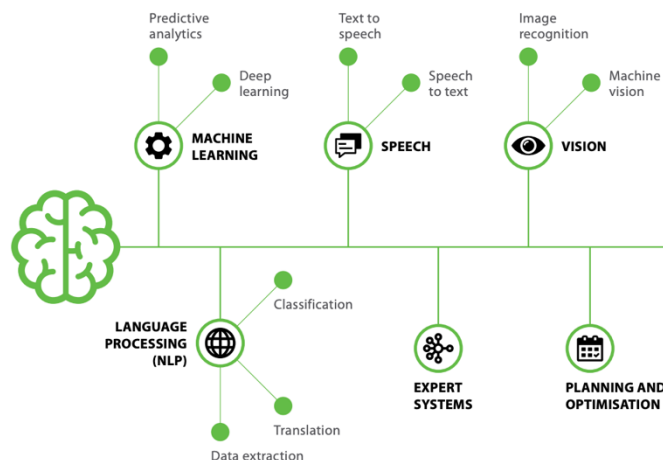 Predictive
analytics
Deep
learning
MACHINE
LEARNING
Text to
speech
Speech
to text
SPEECH
Image
recognition
Machine
vision
VISION
Classification
LANGUAGE
PROCESSING
(NLP)
Translation
Data extraction
EXPERT
SYSTEMS
PLANNING AND
OPTIMISATION